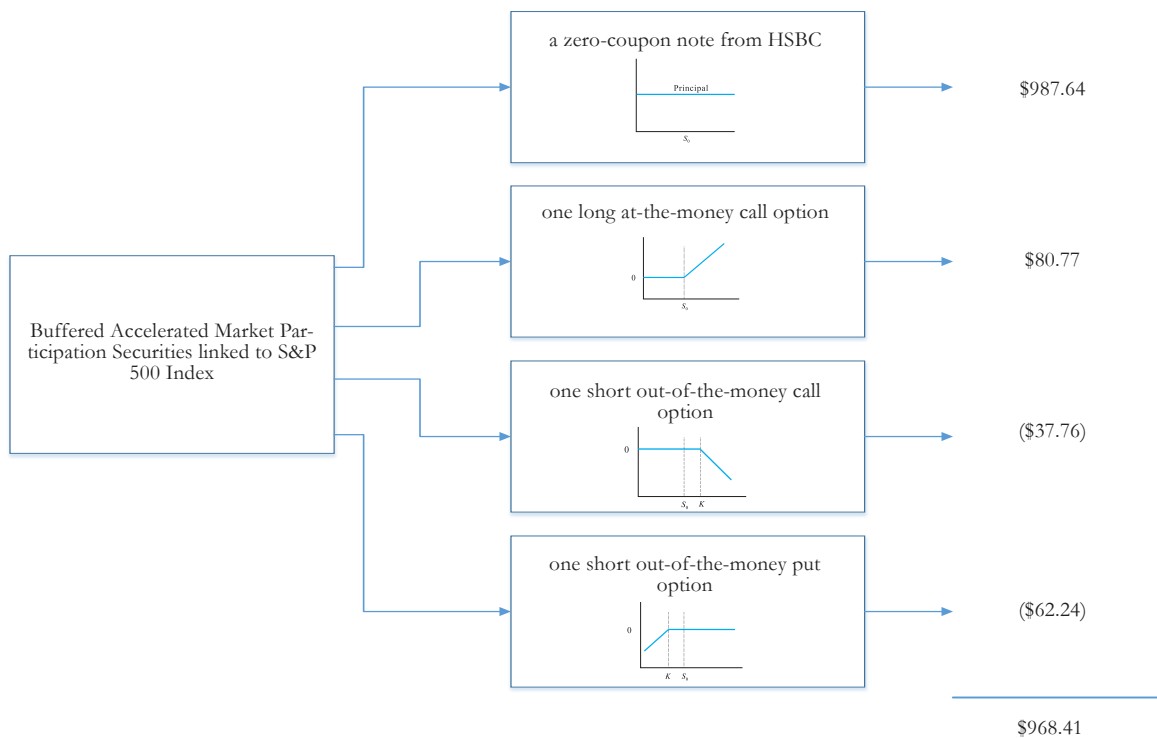 a zero-coupon note from HSBC
Principal
S₀
$987.64
one long at-the-money call option
0
S₀
$80.77
Buffered Accelerated Market Par-
ticipation Securities linked to S&P
500 Index
one short out-of-the-money call
option
0
S₀ K
($37.76)
one short out-of-the-money put
option
0
K S₀
($62.24)
$968.41